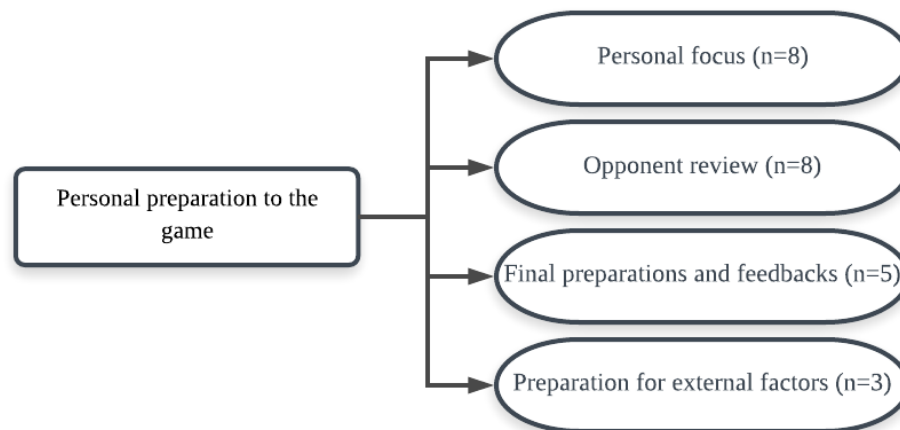 Personal preparation to the
game
Personal focus (n=8)
Opponent review (n=8)
Final preparations and feedbacks (n=5)
Preparation for external factors (n=3)